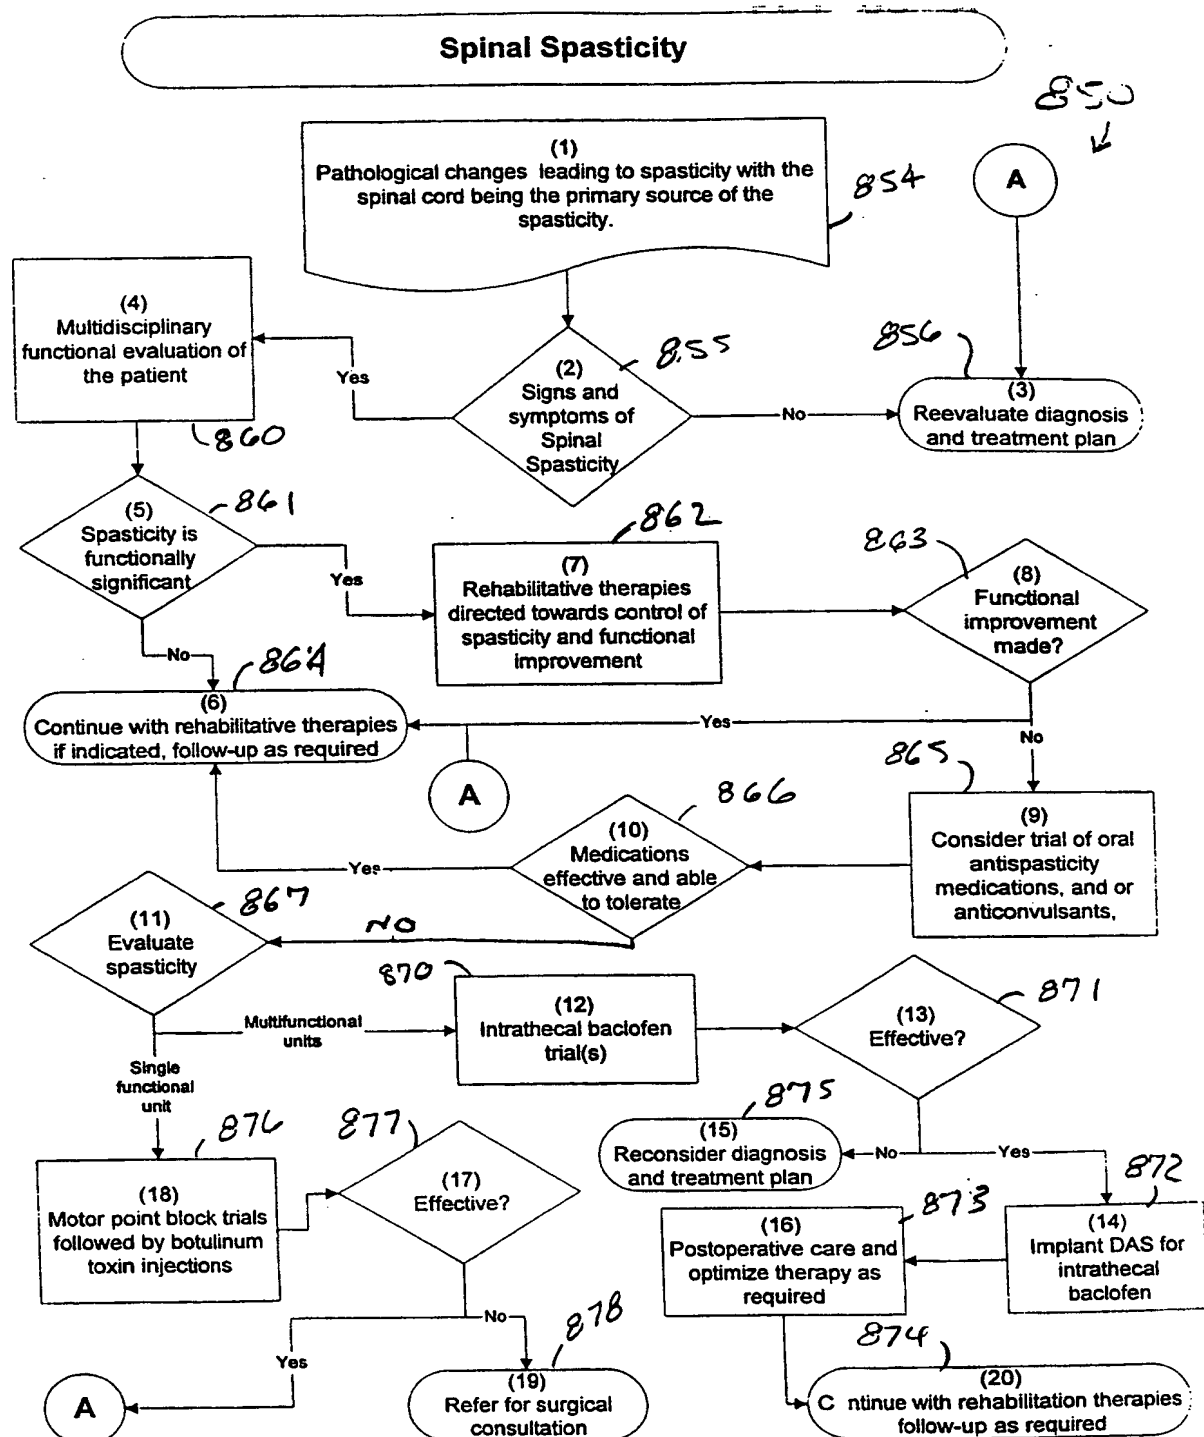 Spinal Spasticity
850
(1)
Pathological changes leading to spasticity with the
spinal cord being the primary source of the
spasticity.
854
A
(4)
Multidisciplinary
functional evaluation of
the patient
860
Yes
(2)
Signs and
symptoms of
Spinal
Spasticity
855
No
856
(3)
Reevaluate diagnosis
and treatment plan
(5)
Spasticity is
functionally
significant
861
Yes
862
(7)
Rehabilitative therapies
directed towards control of
spasticity and functional
improvement
863
(8)
Functional
improvement
made?
No
864
(6)
Continue with rehabilitative therapies
if indicated, follow-up as required
Yes
No
A
865
(9)
Consider trial of oral
antispasticity
medications, and or
anticonvulsants,
866
(10)
Medications
effective and able
to tolerate
Yes
NO
867
(11)
Evaluate
spasticity
Multifunctional
units
Single
functional
unit
870
(12)
Intrathecal baclofen
trial(s)
871
(13)
Effective?
875
(15)
Reconsider diagnosis
and treatment plan
No
Yes
872
(14)
Implant DAS for
intrathecal
baclofen
873
(16)
Postoperative care and
optimize therapy as
required
876
(18)
Motor point block trials
followed by botulinum
toxin injections
877
(17)
Effective?
No
Yes
A
878
(19)
Refer for surgical
consultation
874
(20)
C ntinue with rehabilitation therapies
follow-up as required